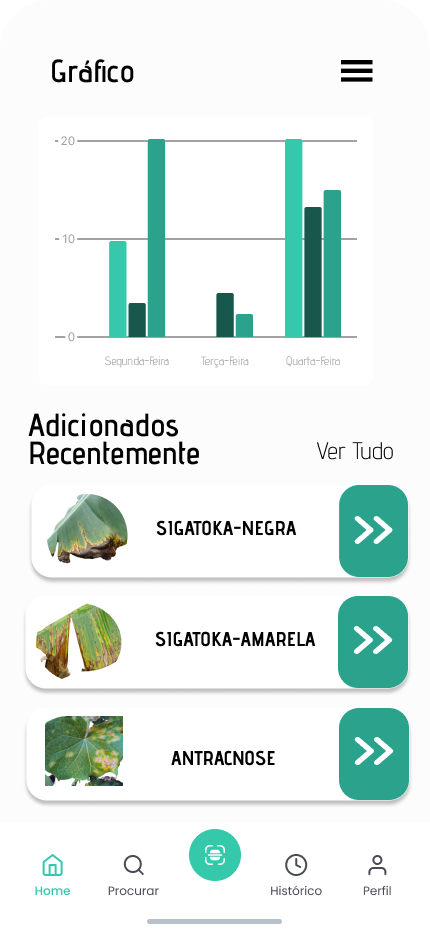 Gráfico
20
10
0
Segunda-Feira Terça-Feira Quarta-Feira
Adicionados
Recentemente
Ver Tudo
SIGATOKA-NEGRA
SIGATOKA-AMARELA
ANTRACNOSE
Home Procurar Histórico Perfil